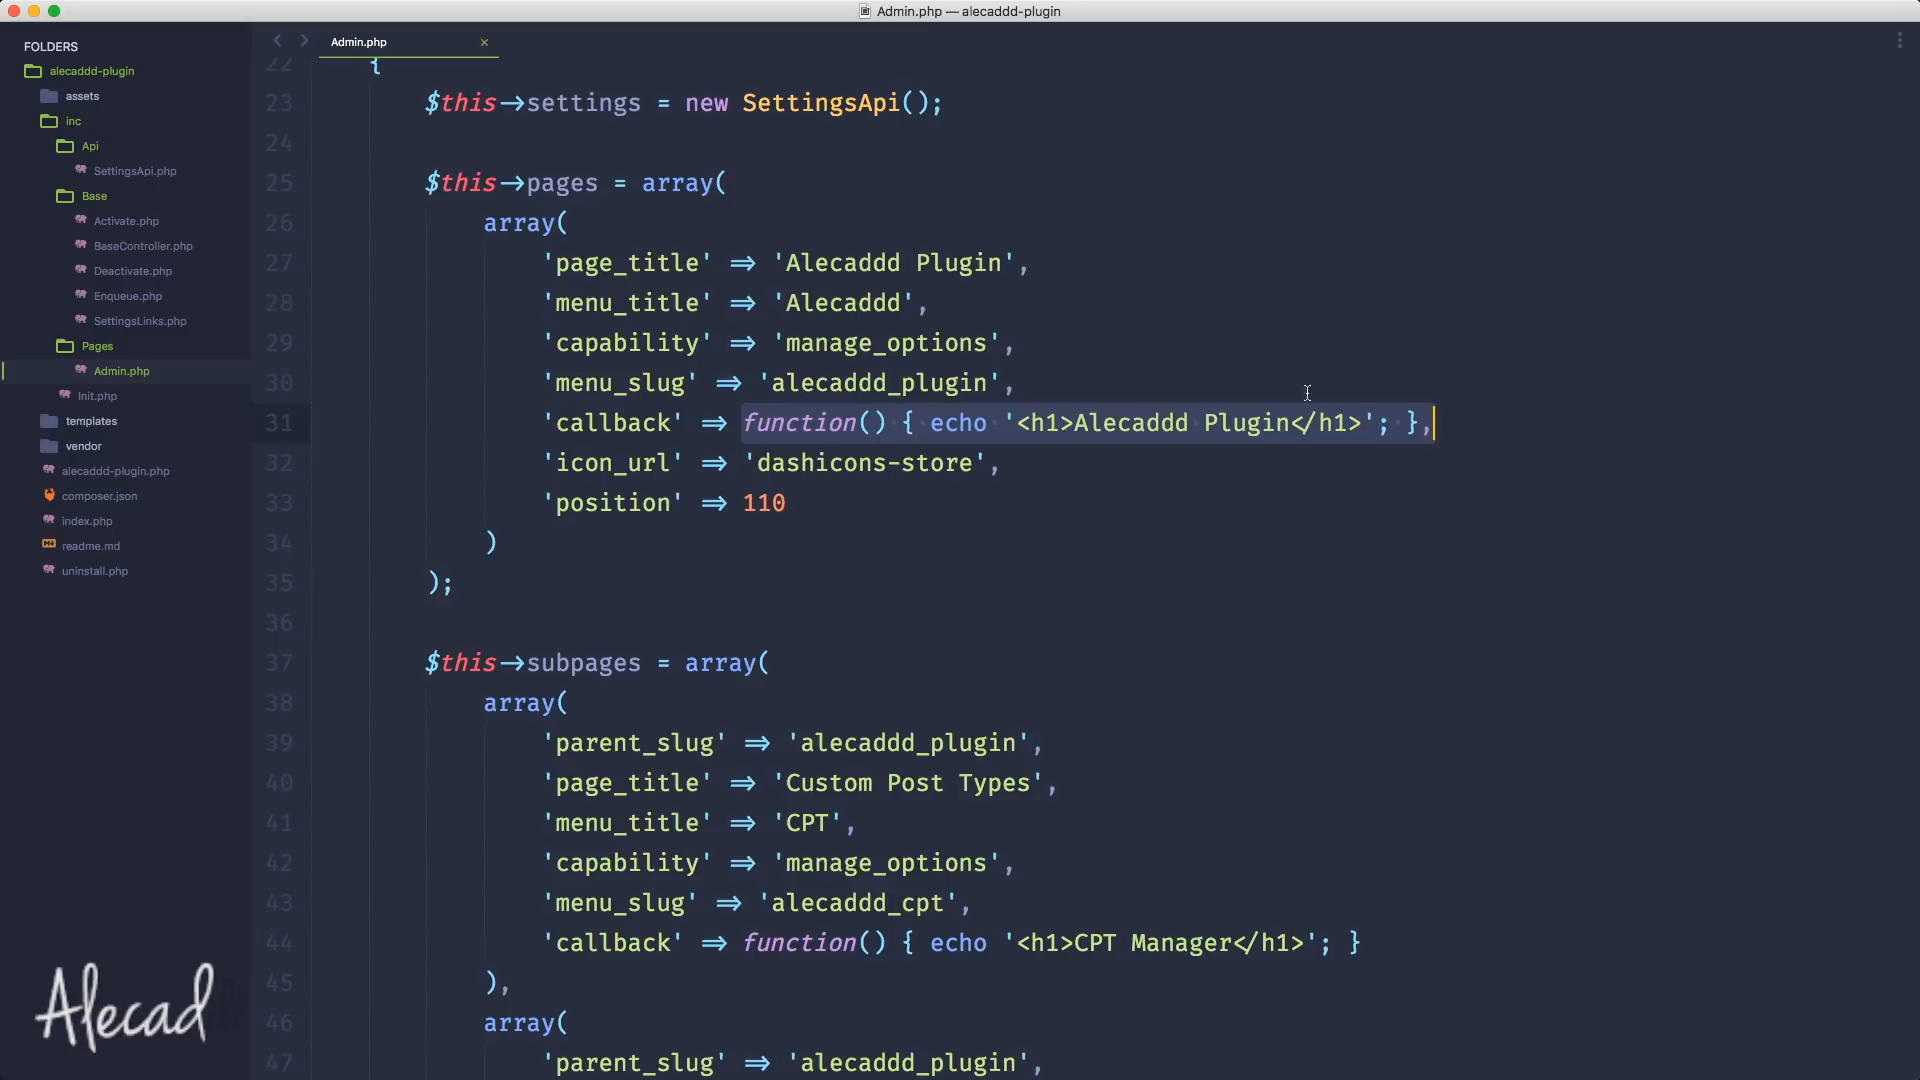 Admin.php — alecaddd-plugin
FOLDERS
alecaddd-plugin
assets
inc
Api
SettingsApi.php
Base
Activate.php
BaseController.php
Deactivate.php
Enqueue.php
SettingsLinks.php
Pages
Admin.php
Init.php
templates
vendor
alecaddd-plugin.php
composer.json
index.php
readme.md
uninstall.php
Admin.php ×
22 {
23 $this->settings = new SettingsApi();
24
25 $this->pages = array(
26 array(
27 'page_title' => 'Alecaddd Plugin',
28 'menu_title' => 'Alecaddd',
29 'capability' => 'manage_options',
30 'menu_slug' => 'alecaddd_plugin',
31 'callback' => function() { echo '<h1>Alecaddd Plugin</h1>'; },
32 'icon_url' => 'dashicons-store',
33 'position' => 110
34 )
35 );
36
37 $this->subpages = array(
38 array(
39 'parent_slug' => 'alecaddd_plugin',
40 'page_title' => 'Custom Post Types',
41 'menu_title' => 'CPT',
42 'capability' => 'manage_options',
43 'menu_slug' => 'alecaddd_cpt',
44 'callback' => function() { echo '<h1>CPT Manager</h1>'; }
45 ),
46 array(
47 'parent_slug' => 'alecaddd_plugin',
Alecad